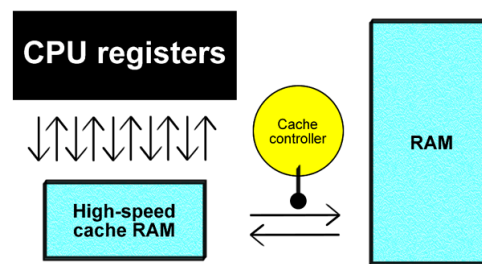 CPU registers
Cache
controller
RAM
High-speed
cache RAM